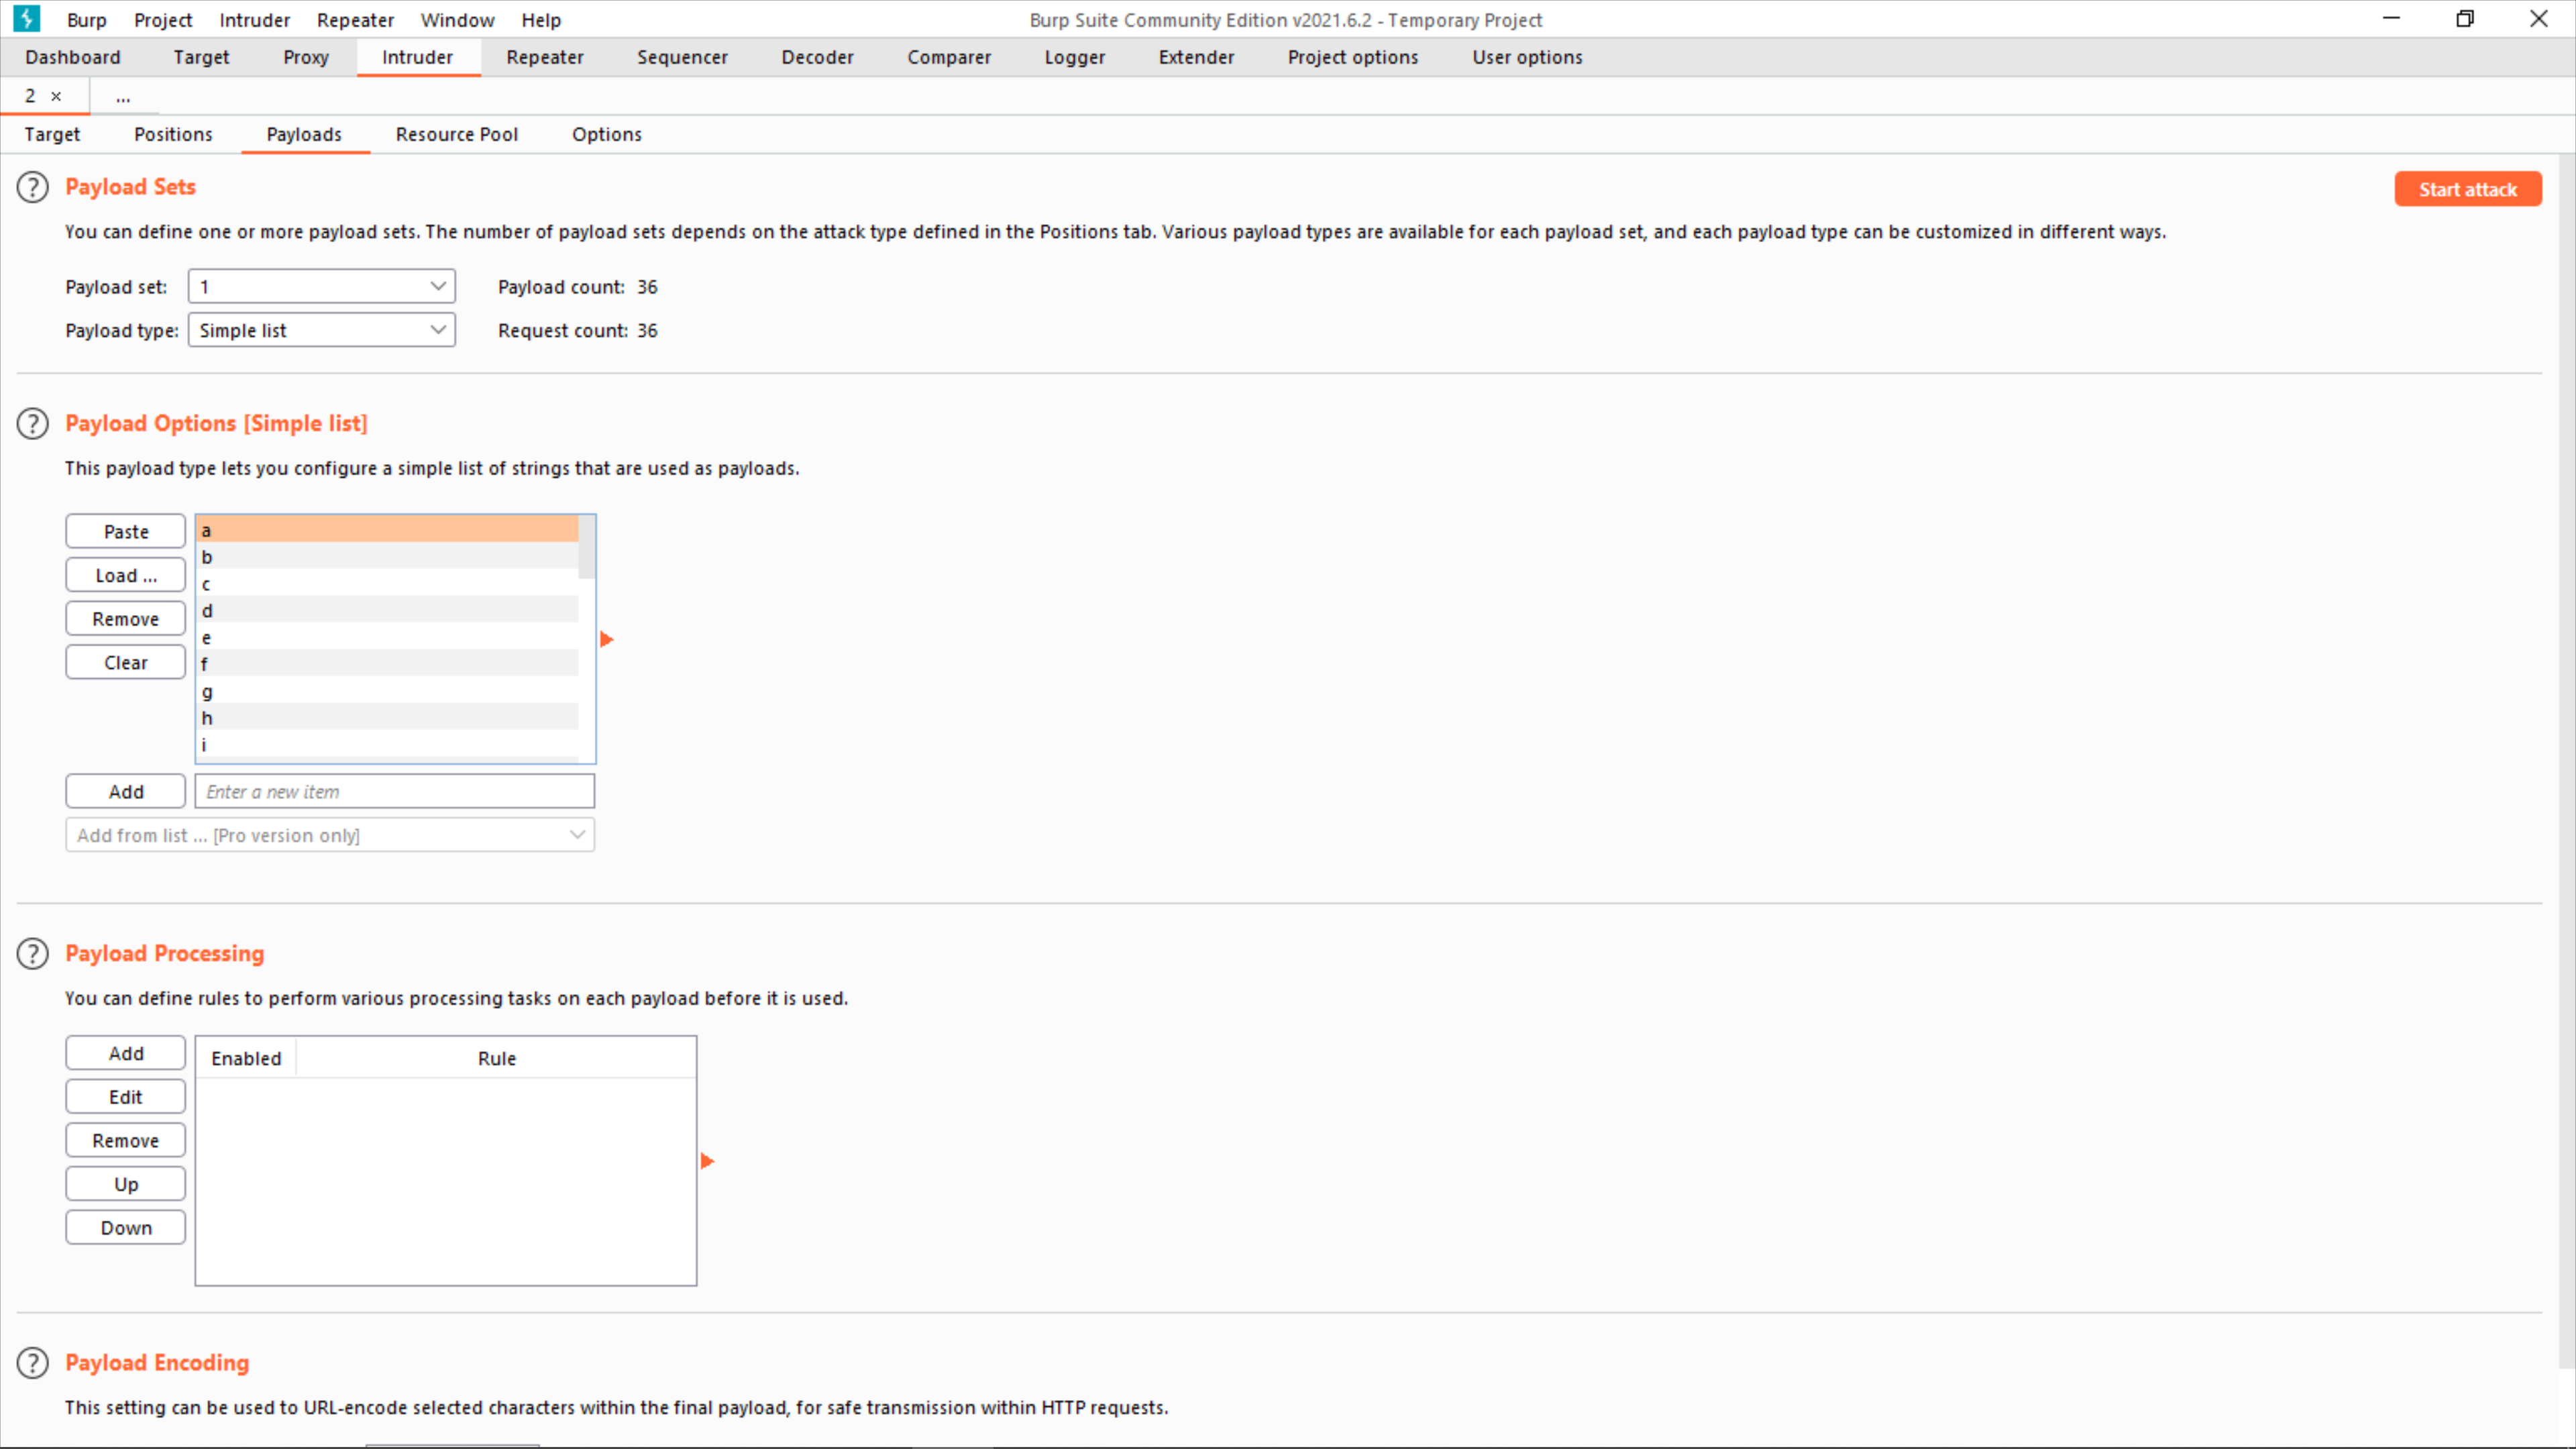 Burp Project Intruder Repeater Window Help Burp Suite Community Edition v2021.6.2 - Temporary Project
Dashboard Target Proxy Intruder Repeater Sequencer Decoder Comparer Logger Extender Project options User options
2 × ...
Target Positions Payloads Resource Pool Options
? Payload Sets Start attack
You can define one or more payload sets. The number of payload sets depends on the attack type defined in the Positions tab. Various payload types are available for each payload set, and each payload type can be customized in different ways.
Payload set: 1 Payload count: 36
Payload type: Simple list Request count: 36
? Payload Options [Simple list]
This payload type lets you configure a simple list of strings that are used as payloads.
Paste
Load ...
Remove
Clear
a
b
c
d
e
f
g
h
i
Add Enter a new item
Add from list ... [Pro version only]
? Payload Processing
You can define rules to perform various processing tasks on each payload before it is used.
Add
Edit
Remove
Up
Down
Enabled Rule
? Payload Encoding
This setting can be used to URL-encode selected characters within the final payload, for safe transmission within HTTP requests.